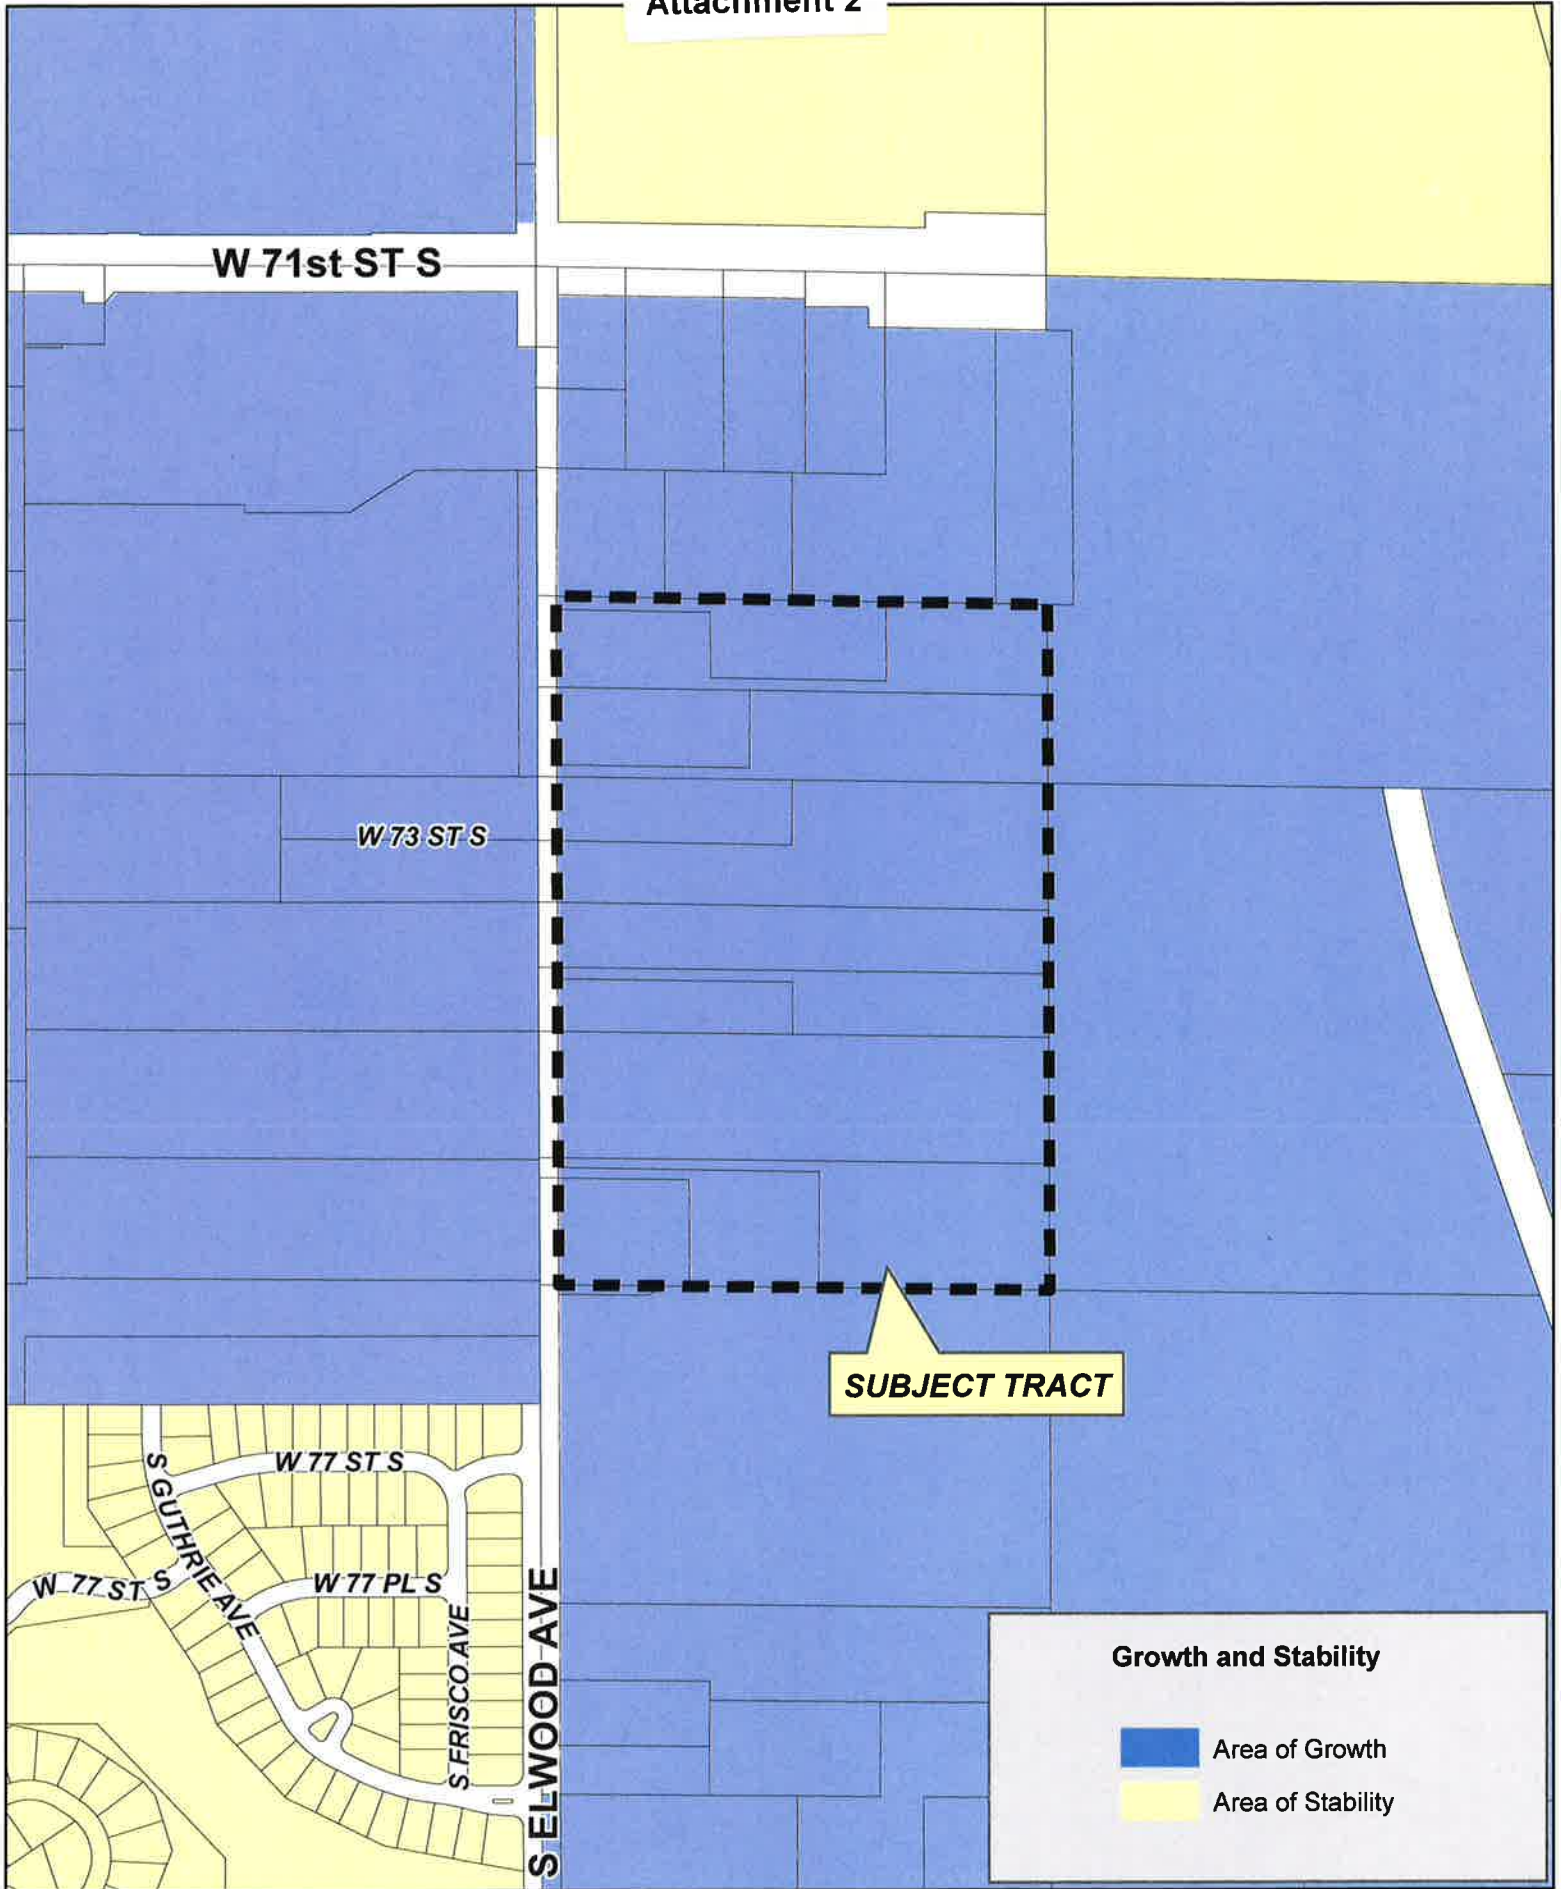 Attachment 2
W 71st ST S
W 73 ST S
SUBJECT TRACT
W 77 ST S
S GUTHRIE AVE
W 77 ST S
W 77 PL S
S FRISCO AVE
S ELWOOD AVE
Growth and Stability
Area of Growth
Area of Stability